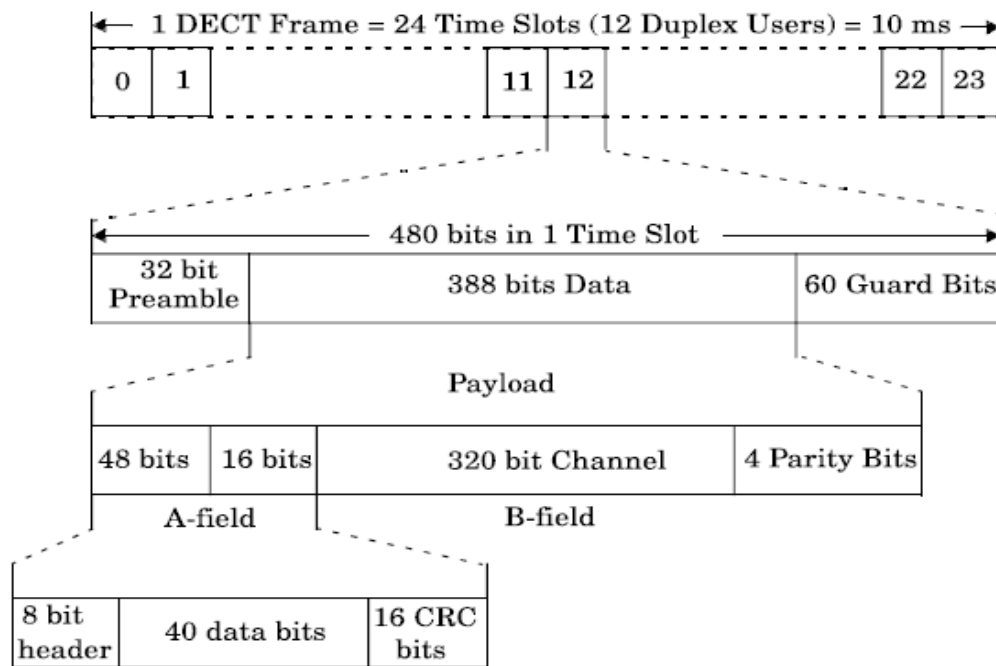 1 DECT Frame = 24 Time Slots (12 Duplex Users) = 10 ms
0 1 11 12 22 23
480 bits in 1 Time Slot
32 bit
Preamble
388 bits Data
60 Guard Bits
Payload
48 bits
16 bits
320 bit Channel
4 Parity Bits
A-field
B-field
8 bit
header
40 data bits
16 CRC
bits